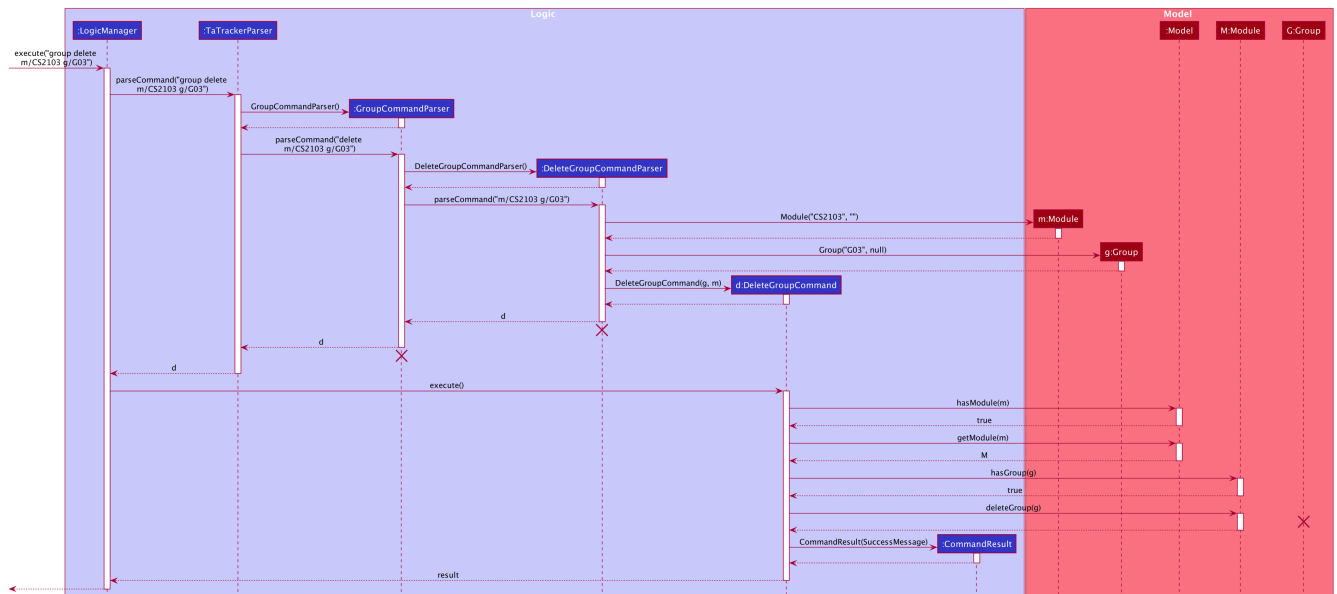 Logic
Model
:LogicManager
:TaTrackerParser
:Model
M:Module
G:Group
execute("group delete
m/CS2103 g/G03")
parseCommand("group delete
m/CS2103 g/G03")
GroupCommandParser()
:GroupCommandParser
parseCommand("delete
m/CS2103 g/G03")
DeleteGroupCommandParser()
:DeleteGroupCommandParser
parseCommand("m/CS2103 g/G03")
Module("CS2103", "")
m:Module
Group("G03", null)
g:Group
DeleteGroupCommand(g, m)
d:DeleteGroupCommand
d
d
d
execute()
hasModule(m)
true
getModule(m)
M
hasGroup(g)
true
deleteGroup(g)
CommandResult(SuccessMessage)
:CommandResult
result